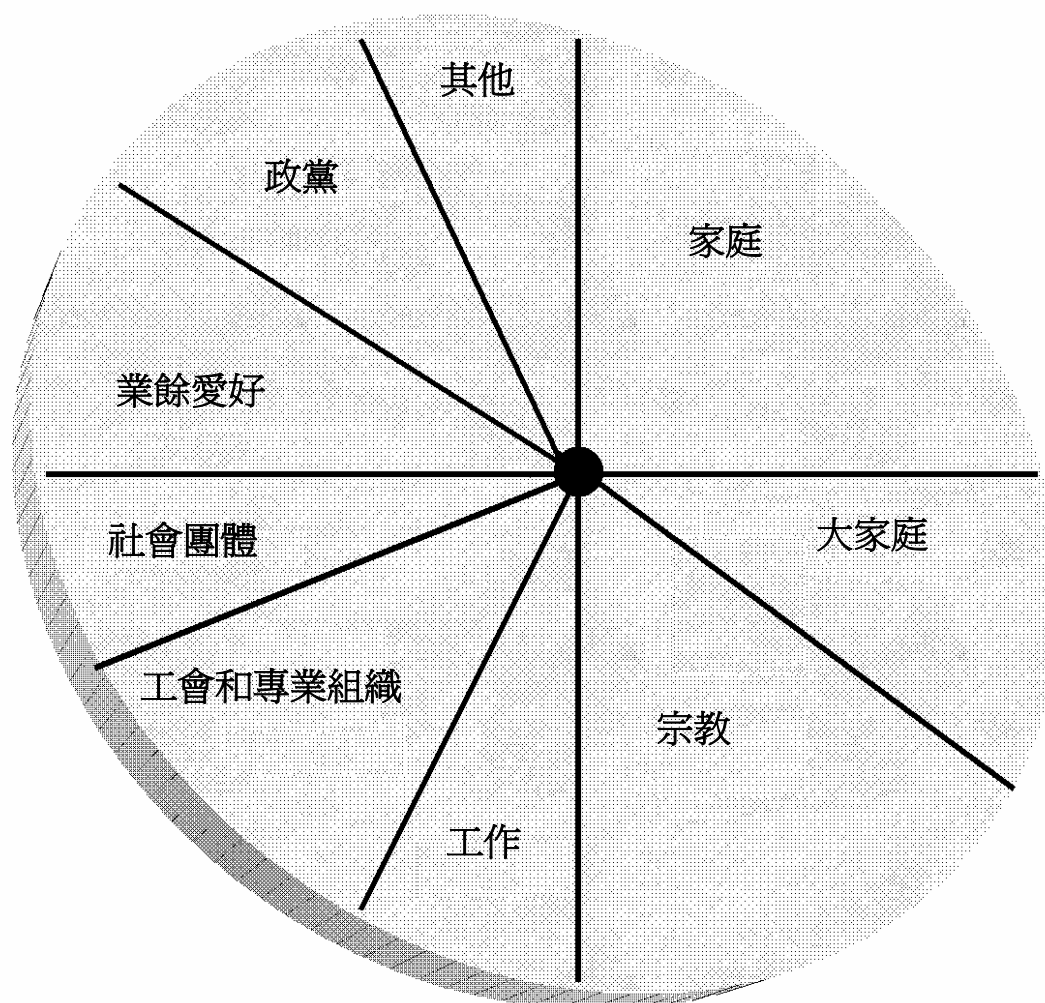 其他
政黨
家庭
業餘愛好
社會團體
大家庭
工會和專業組織
宗教
工作